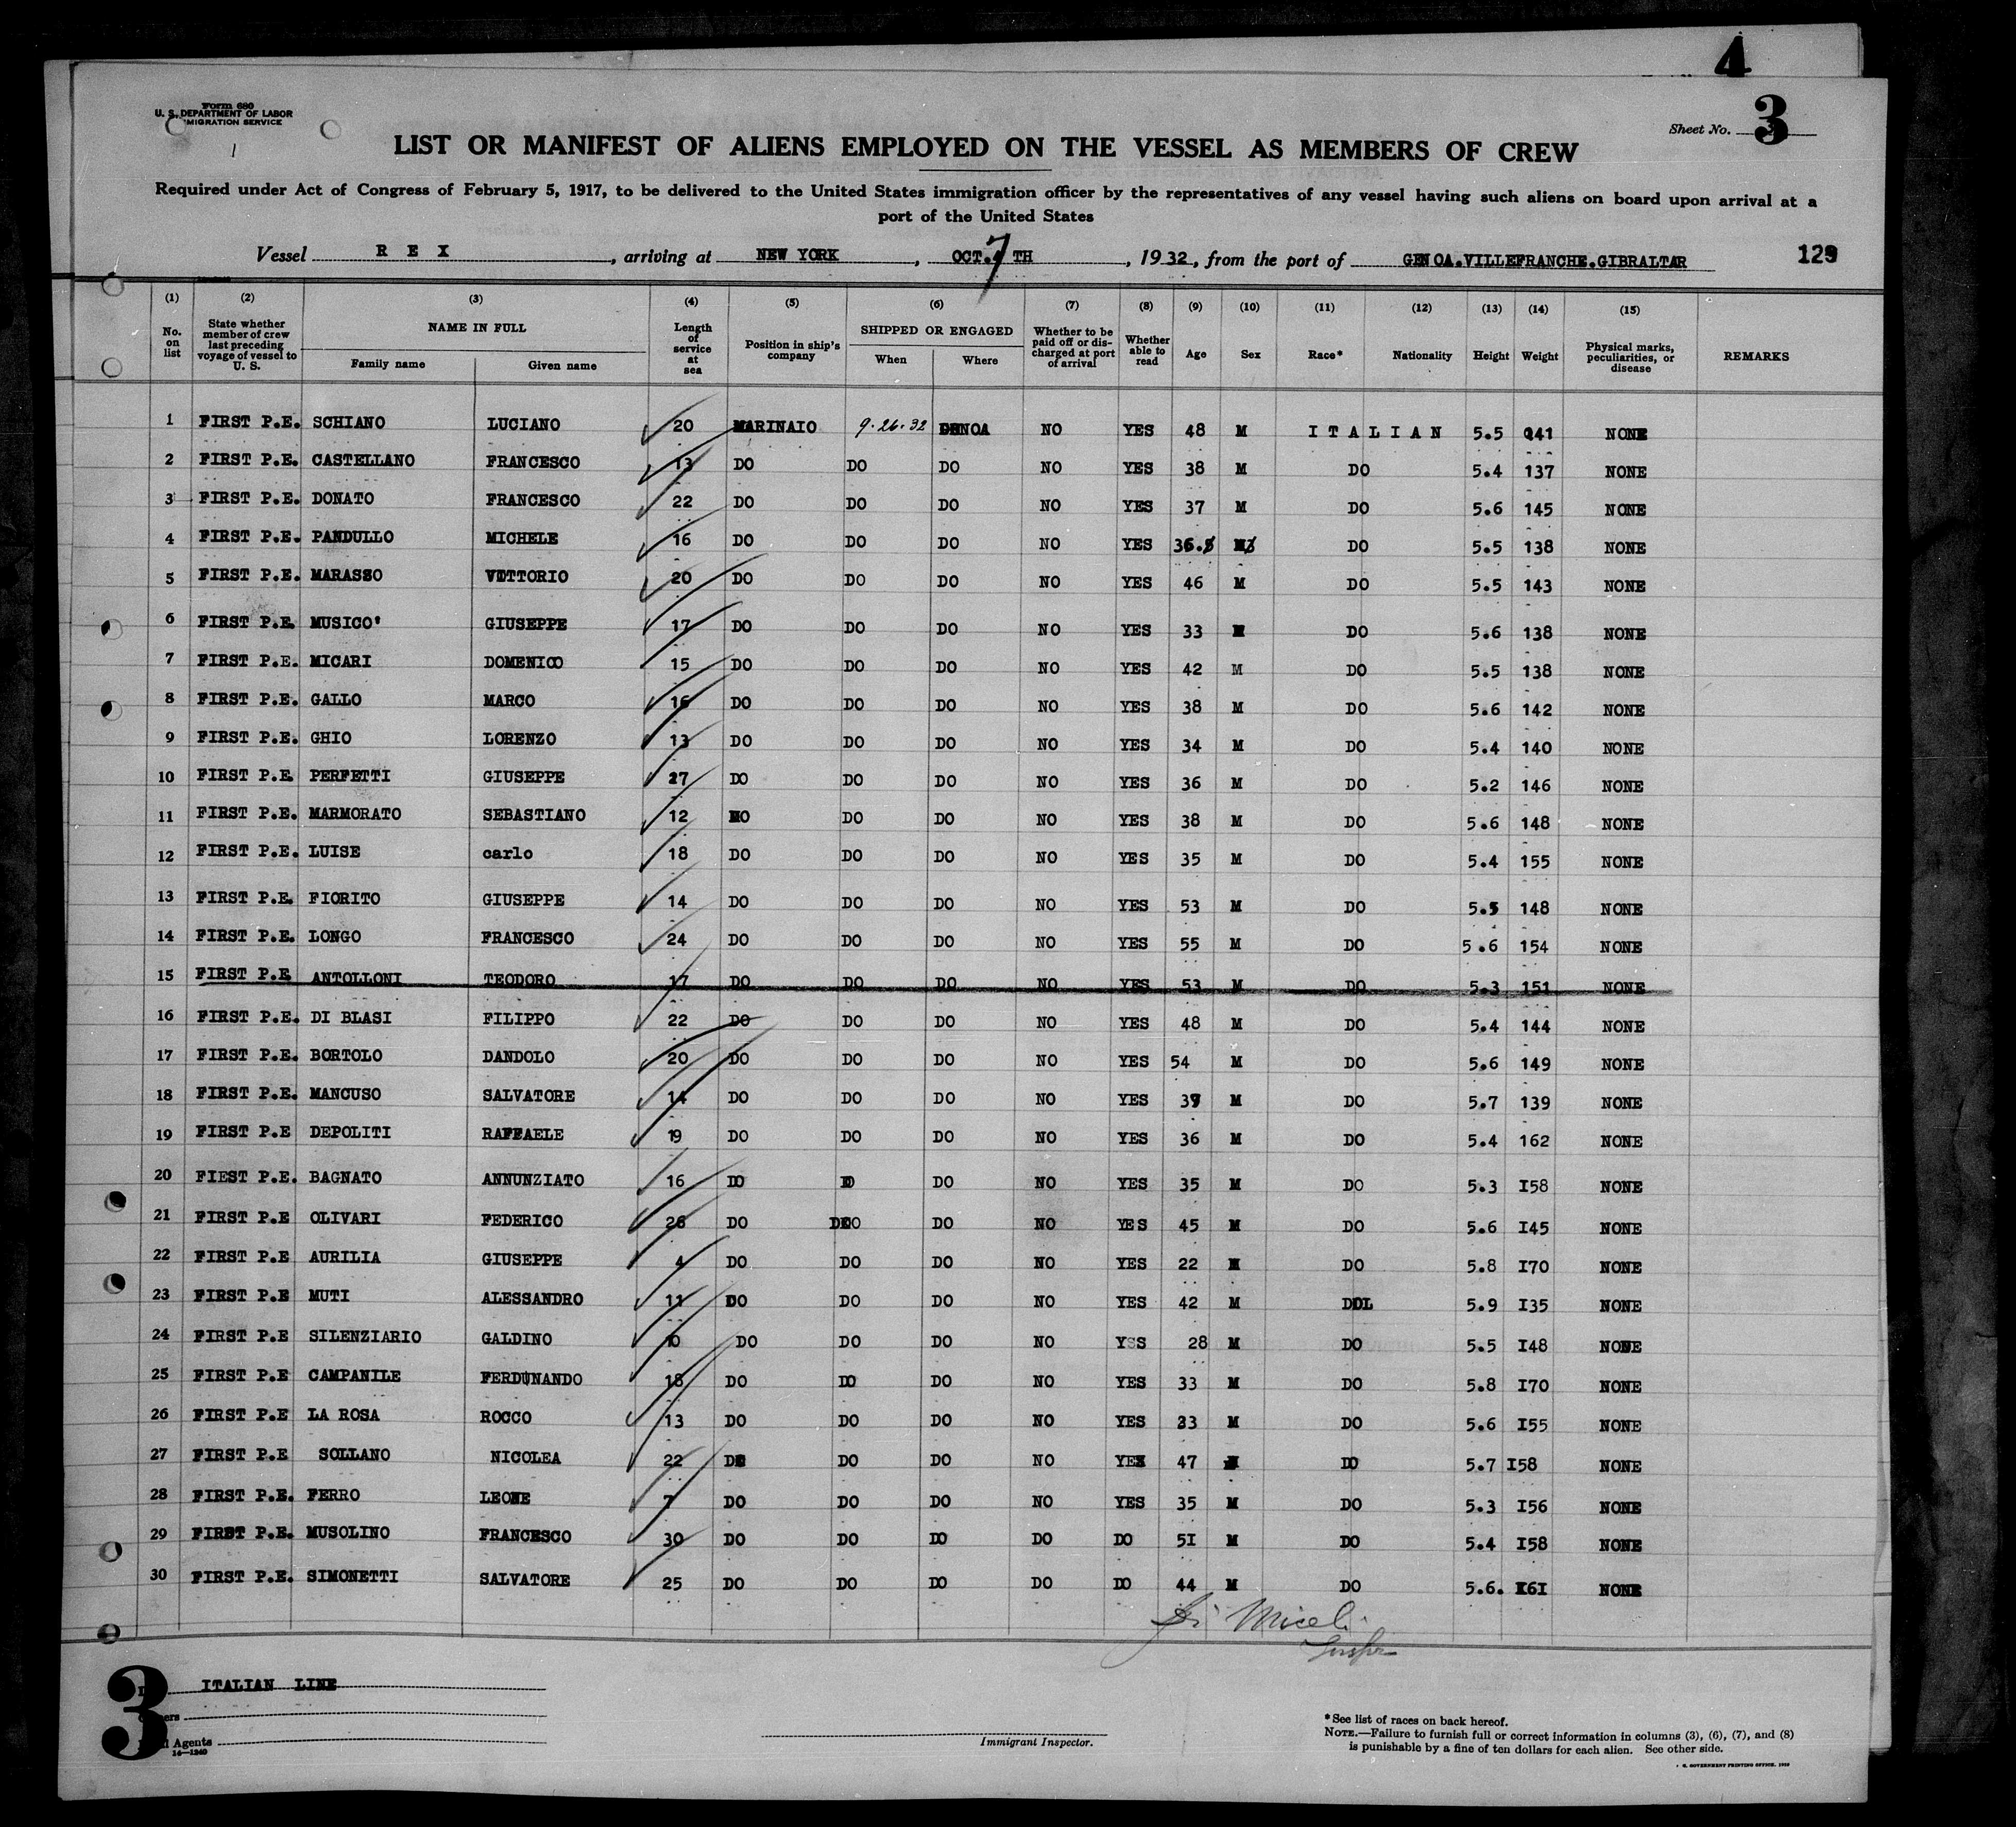 4
Form 680
U. S. DEPARTMENT OF LABOR
IMMIGRATION SERVICE
Sheet No. 3
LIST OR MANIFEST OF ALIENS EMPLOYED ON THE VESSEL AS MEMBERS OF CREW
Required under Act of Congress of February 5, 1917, to be delivered to the United States immigration officer by the representatives of any vessel having such aliens on board upon arrival at a
port of the United States
Vessel R E X, arriving at NEW YORK, OCT. 7 TH, 1932, from the port of GENOA.VILLEFRANCHE.GIBRALTAR 129
(1) (2) (3) (4) (5) (6) (7) (8) (9) (10) (11) (12) (13) (14) (15)
No. on list State whether member of crew last preceding voyage of vessel to U. S. NAME IN FULL Family name Given name Length of service at sea Position in ship's company SHIPPED OR ENGAGED When Where Whether to be paid off or discharged at port of arrival Whether able to read Age Sex Race* Nationality Height Weight Physical marks, peculiarities, or disease REMARKS
1 FIRST P.E. SCHIANO LUCIANO 20 MARINAIO 9-26-32 GENOA NO YES 48 M ITALIAN 5.5 141 NONE
2 FIRST P.E. CASTELLANO FRANCESCO 13 DO DO DO NO YES 38 M DO 5.4 137 NONE
3 FIRST P.E. DONATO FRANCESCO 22 DO DO DO NO YES 37 M DO 5.6 145 NONE
4 FIRST P.E. PANDULLO MICHELE 16 DO DO DO NO YES 36 M DO 5.5 138 NONE
5 FIRST P.E. MARASSO VITTORIO 20 DO DO DO NO YES 46 M DO 5.5 143 NONE
6 FIRST P.E. MUSICO' GIUSEPPE 17 DO DO DO NO YES 33 M DO 5.6 138 NONE
7 FIRST P.E. MICARI DOMENICO 15 DO DO DO NO YES 42 M DO 5.5 138 NONE
8 FIRST P.E. GALLO MARCO 16 DO DO DO NO YES 38 M DO 5.6 142 NONE
9 FIRST P.E. GHIO LORENZO 13 DO DO DO NO YES 34 M DO 5.4 140 NONE
10 FIRST P.E. PERFETTI GIUSEPPE 27 DO DO DO NO YES 36 M DO 5.2 146 NONE
11 FIRST P.E. MARMORATO SEBASTIANO 12 DO DO DO NO YES 38 M DO 5.6 148 NONE
12 FIRST P.E. LUISE carlo 18 DO DO DO NO YES 35 M DO 5.4 155 NONE
13 FIRST P.E. FIORITO GIUSEPPE 14 DO DO DO NO YES 53 M DO 5.5 148 NONE
14 FIRST P.E. LONGO FRANCESCO 24 DO DO DO NO YES 55 M DO 5.6 154 NONE
15 FIRST P.E ANTOLLONI TEODORO 17 DO DO DO NO YES 53 M DO 5.3 151 NONE
16 FIRST P.E. DI BLASI FILIPPO 22 DO DO DO NO YES 48 M DO 5.4 144 NONE
17 FIRST P.E. BORTOLO DANDOLO 20 DO DO DO NO YES 54 M DO 5.6 149 NONE
18 FIRST P.E. MANCUSO SALVATORE 14 DO DO DO NO YES 39 M DO 5.7 139 NONE
19 FIRST P.E DEPOLITI RAFFAELE 19 DO DO DO NO YES 36 M DO 5.4 162 NONE
20 FIEST P.E. BAGNATO ANNUNZIATO 16 DO DO DO NO YES 35 M DO 5.3 I58 NONE
21 FIRST P.E OLIVARI FEDERICO 26 DO DO DO NO YES 45 M DO 5.6 I45 NONE
22 FIRST P.E AURILIA GIUSEPPE 4 DO DO DO NO YES 22 M DO 5.8 I70 NONE
23 FIRST P.E MUTI ALESSANDRO 11 DO DO DO NO YES 42 M DO 5.9 I35 NONE
24 FIRST P.E SILENZIARIO GALDINO 10 DO DO DO NO YSS 28 M DO 5.5 I48 NONE
25 FIRST P.E CAMPANILE FERDUNANDO 18 DO DO DO NO YES 33 M DO 5.8 I70 NONE
26 FIRST P.E LA ROSA ROCCO 13 DO DO DO NO YES 33 M DO 5.6 I55 NONE
27 FIRST P.E SOLLANO NICOLEA 22 DO DO DO NO YES 47 M DO 5.7 I58 NONE
28 FIRST P.E. FERRO LEONE 7 DO DO DO NO YES 35 M DO 5.3 I56 NONE
29 FIRST P.E. MUSOLINO FRANCESCO 30 DO DO DO DO DO 5I M DO 5.4 I58 NONE
30 FIRST P.E. SIMONETTI SALVATORE 25 DO DO DO DO DO 44 M DO 5.6. I6I NONE
Di Miceli
3
ITALIAN LINE
Agents
14—1240
Immigrant Inspector.
* See list of races on back hereof.
NOTE.—Failure to furnish full or correct information in columns (3), (6), (7), and (8)
is punishable by a fine of ten dollars for each alien. See other side.
GOVERNMENT PRINTING OFFICE